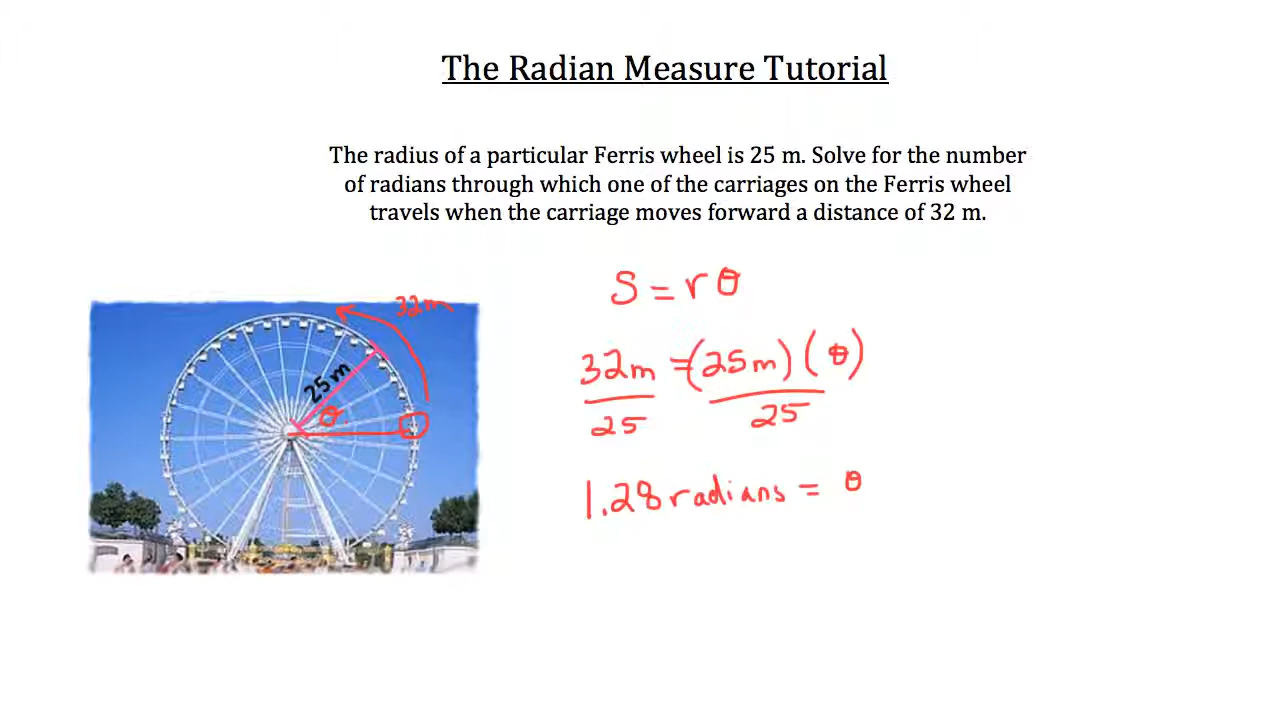 The Radian Measure Tutorial
The radius of a particular Ferris wheel is 25 m. Solve for the number
of radians through which one of the carriages on the Ferris wheel
travels when the carriage moves forward a distance of 32 m.
S = r θ
32m
25 m
θ
32m = (25m) ( θ )
25 25
1.28 radians = θ